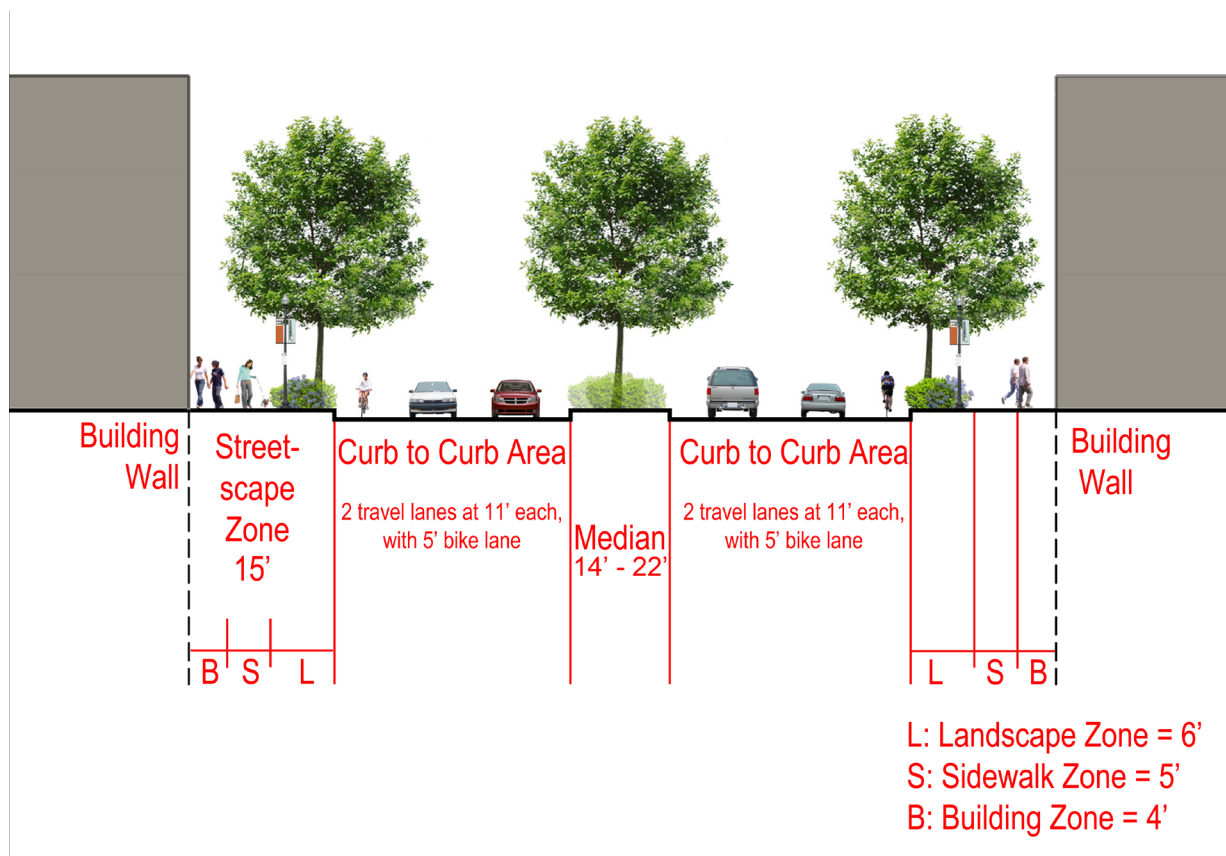 Building
Wall
Street-
scape
Zone
15’
Curb to Curb Area
2 travel lanes at 11’ each,
with 5’ bike lane
Median
14’ - 22’
Curb to Curb Area
2 travel lanes at 11’ each,
with 5’ bike lane
Building
Wall
B S L
L S B
L: Landscape Zone = 6’
S: Sidewalk Zone = 5’
B: Building Zone = 4’